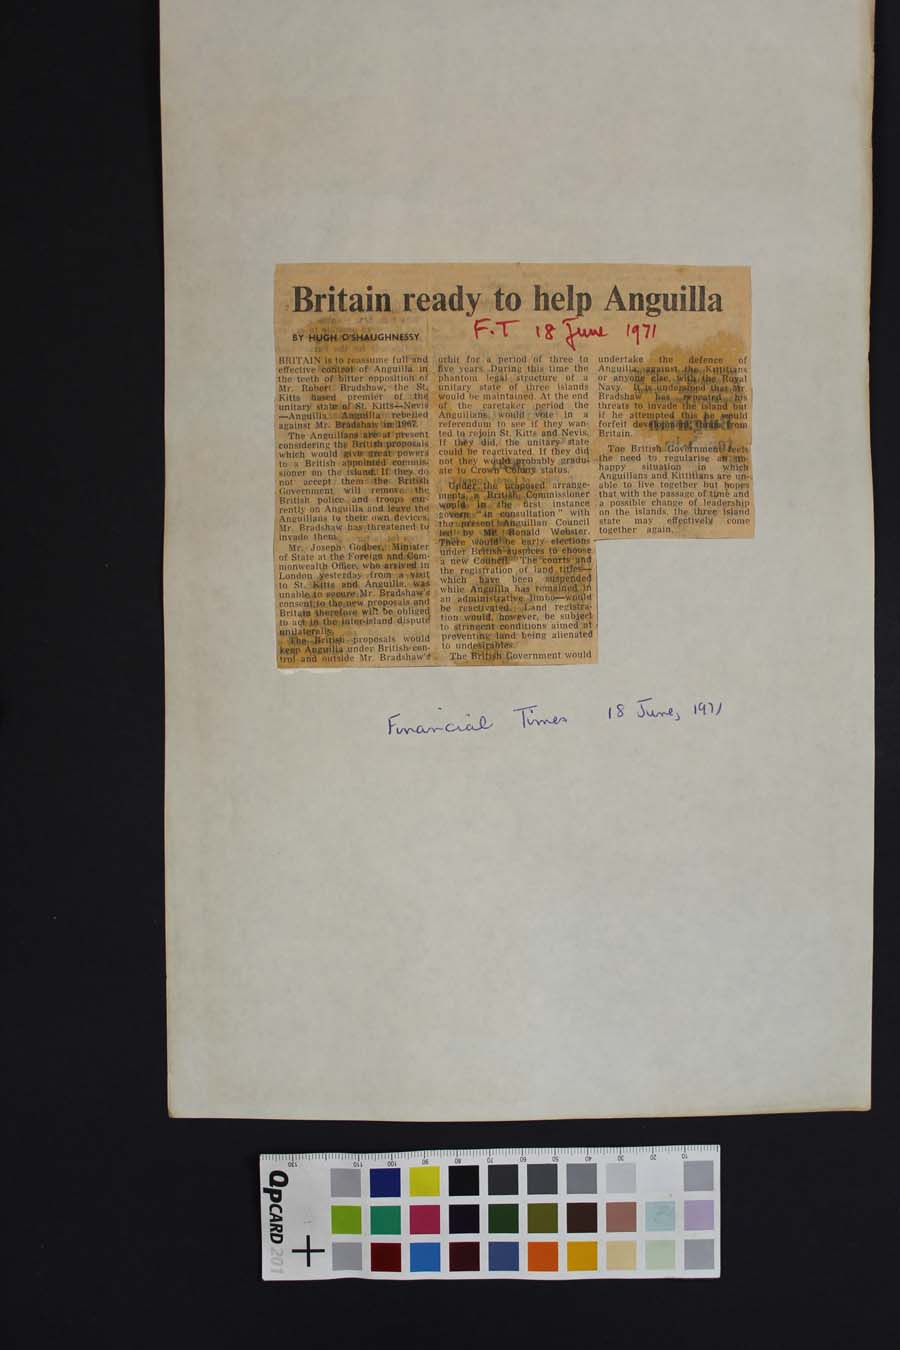 Britain ready to help Anguilla
F.T 18 June 1971
BY HUGH O'SHAUGHNESSY
BRITAIN is to reassume full and
effective control of Anguilla in
the teeth of bitter opposition of
Mr. Robert Bradshaw, the St.
Kitts based premier of the
unitary state of St. Kitts—Nevis
—Anguilla. Anguilla rebelled
against Mr. Bradshaw in 1967.
The Anguillans are at present
considering the British proposals
which would give great powers
to a British appointed commis-
sioner on the island. If they do
not accept them the British
Government will remove the
British police and troops cur-
rently on Anguilla and leave the
Anguillans to their own devices.
Mr. Bradshaw has threatened to
invade them.
Mr. Joseph Godber, Minister
of State at the Foreign and Com-
monwealth Office, who arrived in
London yesterday from a visit
to St. Kitts and Anguilla, was
unable to secure Mr. Bradshaw's
consent to the new proposals and
Britain therefore will be obliged
to act in the inter-island dispute
unilaterally.
The British proposals would
keep Anguilla under British con-
trol and outside Mr. Bradshaw's
orbit for a period of three to
five years. During this time the
phantom legal structure of a
unitary state of three islands
would be maintained. At the end
of the caretaker period the
Anguillans would vote in a
referendum to see if they wan-
ted to rejoin St. Kitts and Nevis.
If they did, the unitary state
could be reactivated. If they did
not they would probably gradu-
ate to Crown Colony status.
Under the proposed arrange-
ments a British Commissioner
would in the first instance
govern "in consultation" with
the present Anguillan Council
led by Mr. Ronald Webster.
There would be early elections
under British auspices to choose
a new Council. The courts and
the registration of land titles—
which have been suspended
while Anguilla has remained in
an administrative limbo—would
be reactivated. Land registra-
tion would, however, be subject
to stringent conditions aimed at
preventing land being alienated
to undesirables.
The British Government would
undertake the defence of
Anguilla against the Kittitians
or anyone else, with the Royal
Navy. It is understood that Mr.
Bradshaw has repeated his
threats to invade the island but
if he attempted this he would
forfeit development grants from
Britain.
The British Government feels
the need to regularise an un-
happy situation in which
Anguillans and Kittitians are un-
able to live together but hopes
that with the passage of time and
a possible change of leadership
on the islands, the three island
state may effectively come
together again.
Financial Times 18 June, 1971
130 110 100 90 80 70 60 50 40 30 20 10
QPCARD 201